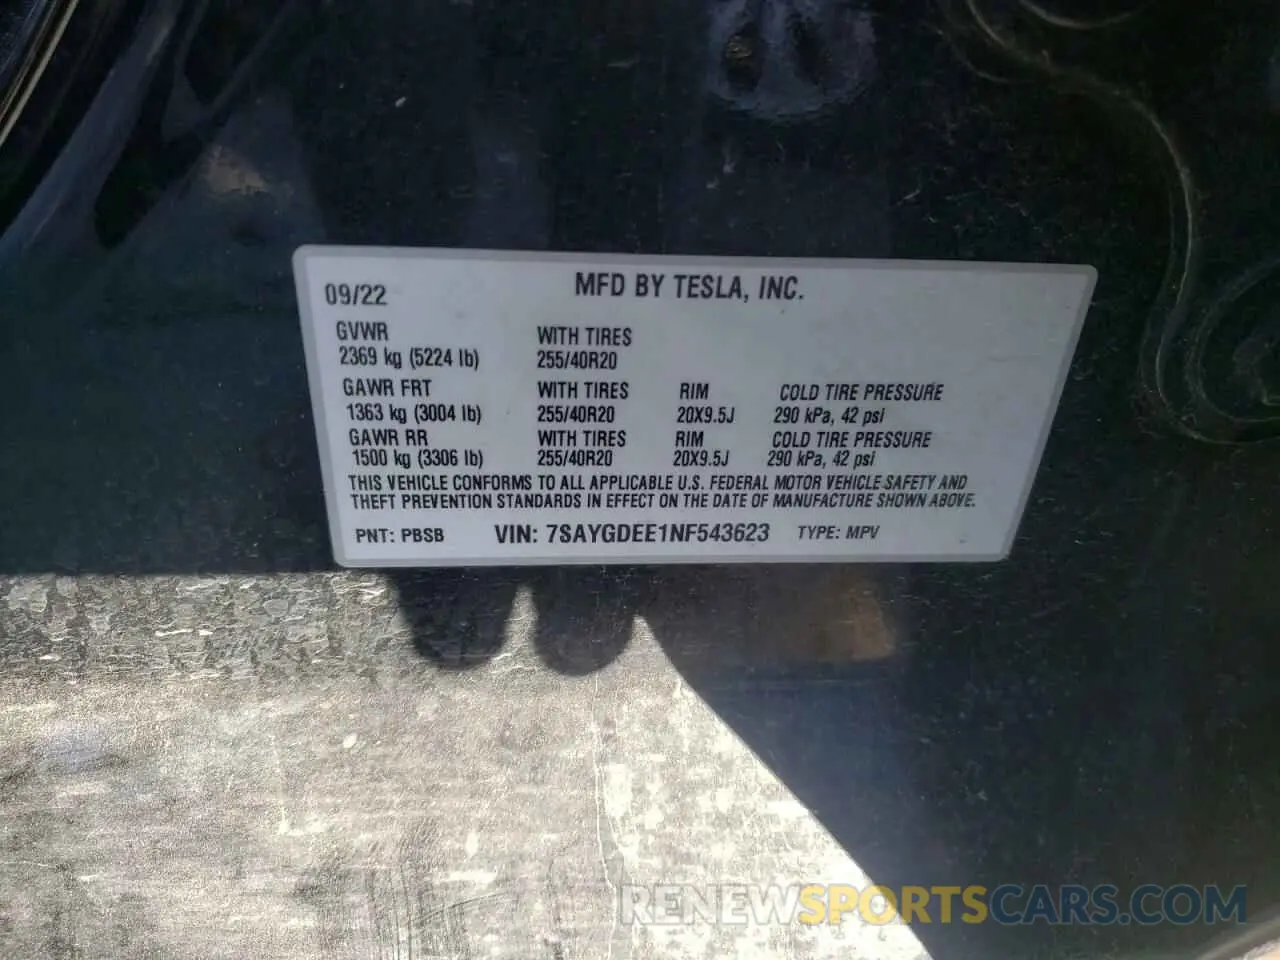 MFD BY TESLA, INC.
09/22
GVWR WITH TIRES
2369 kg (5224 lb) 255/40R20
GAWR FRT WITH TIRES RIM COLD TIRE PRESSURE
1363 kg (3004 lb) 255/40R20 20X9.5J 290 kPa, 42 psi
GAWR RR WITH TIRES RIM COLD TIRE PRESSURE
1500 kg (3306 lb) 255/40R20 20X9.5J 290 kPa, 42 psi
THIS VEHICLE CONFORMS TO ALL APPLICABLE U.S. FEDERAL MOTOR VEHICLE SAFETY AND
THEFT PREVENTION STANDARDS IN EFFECT ON THE DATE OF MANUFACTURE SHOWN ABOVE.
PNT: PBSB VIN: 7SAYGDEE1NF543623 TYPE: MPV
RENEWSPORTSCARS.COM